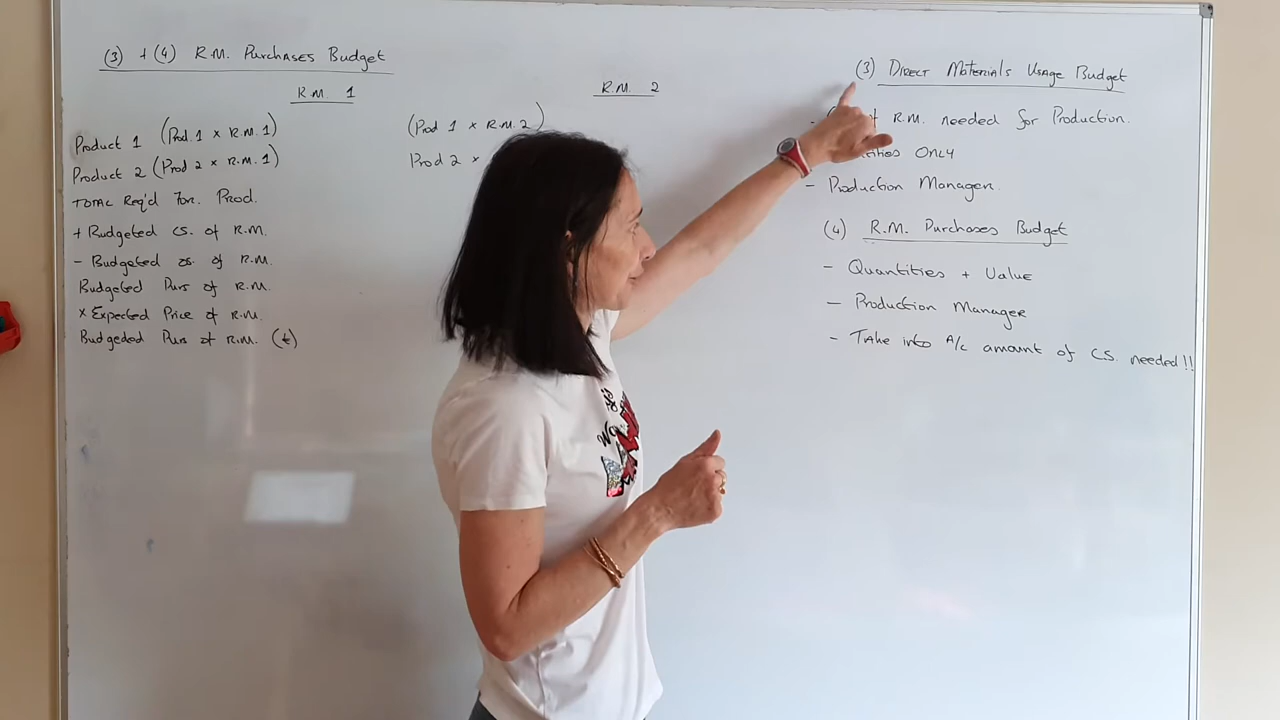 (3) + (4) R.M. Purchases Budget
R.M. 1
Product 1 (Prod. 1 x R.M. 1)
Product 2 (Prod 2 x R.M. 1)
TOTAL Req'd For. Prod.
+ Budgeted CS. of R.M.
- Budgeted OS. of R.M.
Budgeted Purs of R.M.
x Expected Price of R.M.
Budgeted Purs of R.M. (€)
R.M. 2
(Prod 1 x R.M. 2)
Prod 2 x
(3) Direct Materials Usage Budget
- R.M. needed for Production.
ONLY
- Production Manager.
(4) R.M. Purchases Budget
- Quantities + Value
- Production Manager
- Take into A/c amount of CS. needed!!